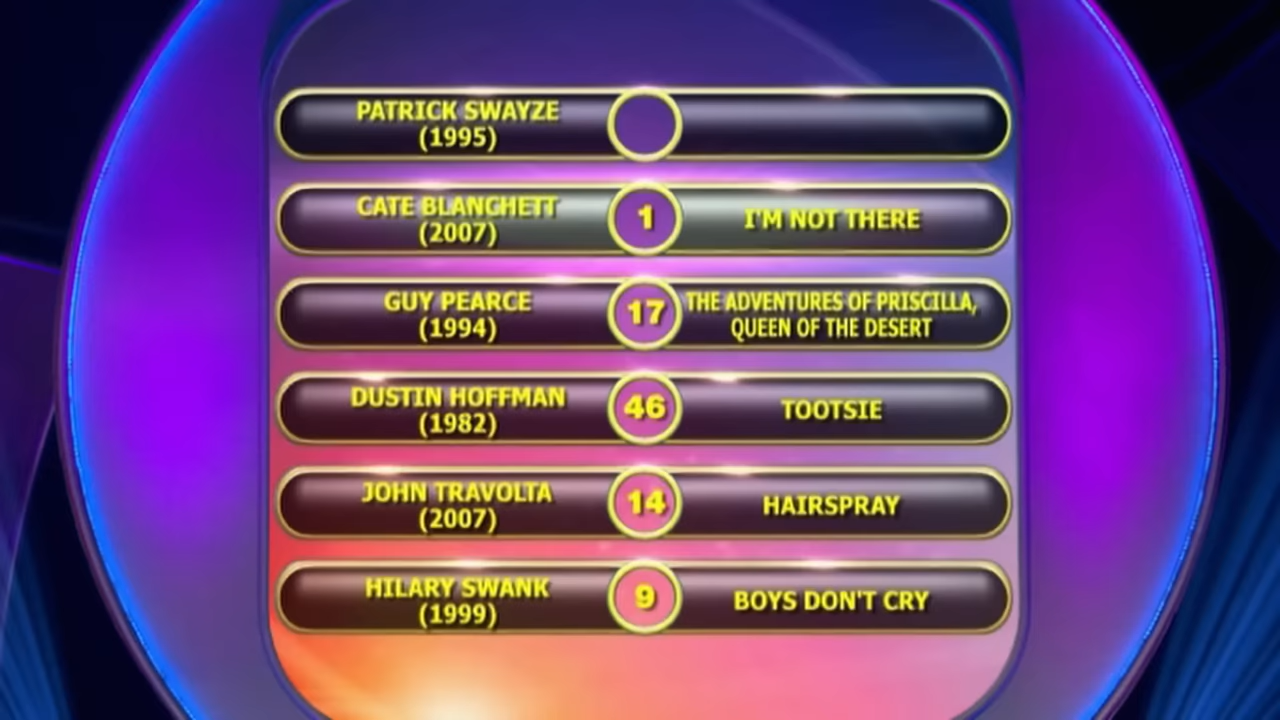 PATRICK SWAYZE
(1995)
CATE BLANCHETT
(2007)
1
I'M NOT THERE
GUY PEARCE
(1994)
17
THE ADVENTURES OF PRISCILLA,
QUEEN OF THE DESERT
DUSTIN HOFFMAN
(1982)
46
TOOTSIE
JOHN TRAVOLTA
(2007)
14
HAIRSPRAY
HILARY SWANK
(1999)
9
BOYS DON'T CRY